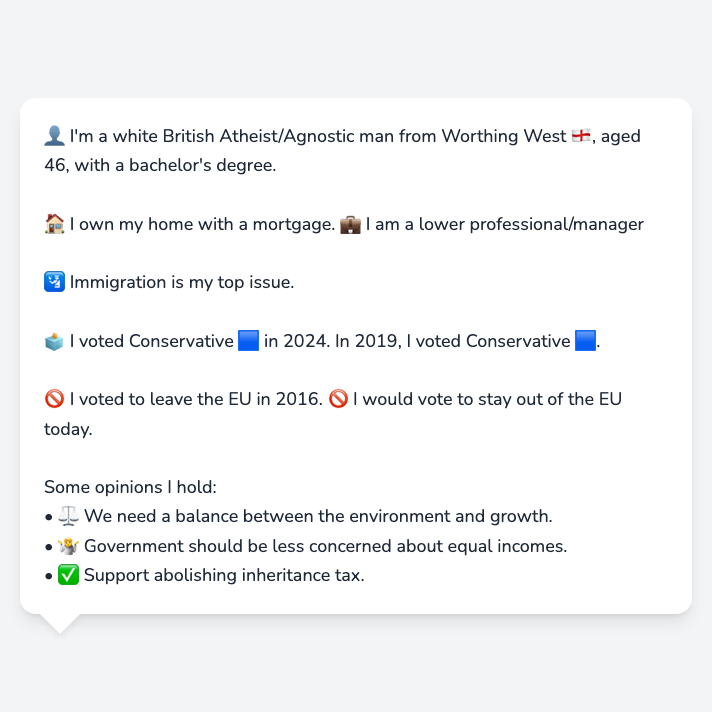 👤 I'm a white British Atheist/Agnostic man from Worthing West 🏴󠁧󠁢󠁥󠁮󠁧󠁿, aged
46, with a bachelor's degree.
🏠 I own my home with a mortgage. 💼 I am a lower professional/manager
🛂 Immigration is my top issue.
🗳️ I voted Conservative 🟦 in 2024. In 2019, I voted Conservative 🟦.
🚫 I voted to leave the EU in 2016. 🚫 I would vote to stay out of the EU
today.
Some opinions I hold:
• ⚖️ We need a balance between the environment and growth.
• 🤷 Government should be less concerned about equal incomes.
• ✅ Support abolishing inheritance tax.